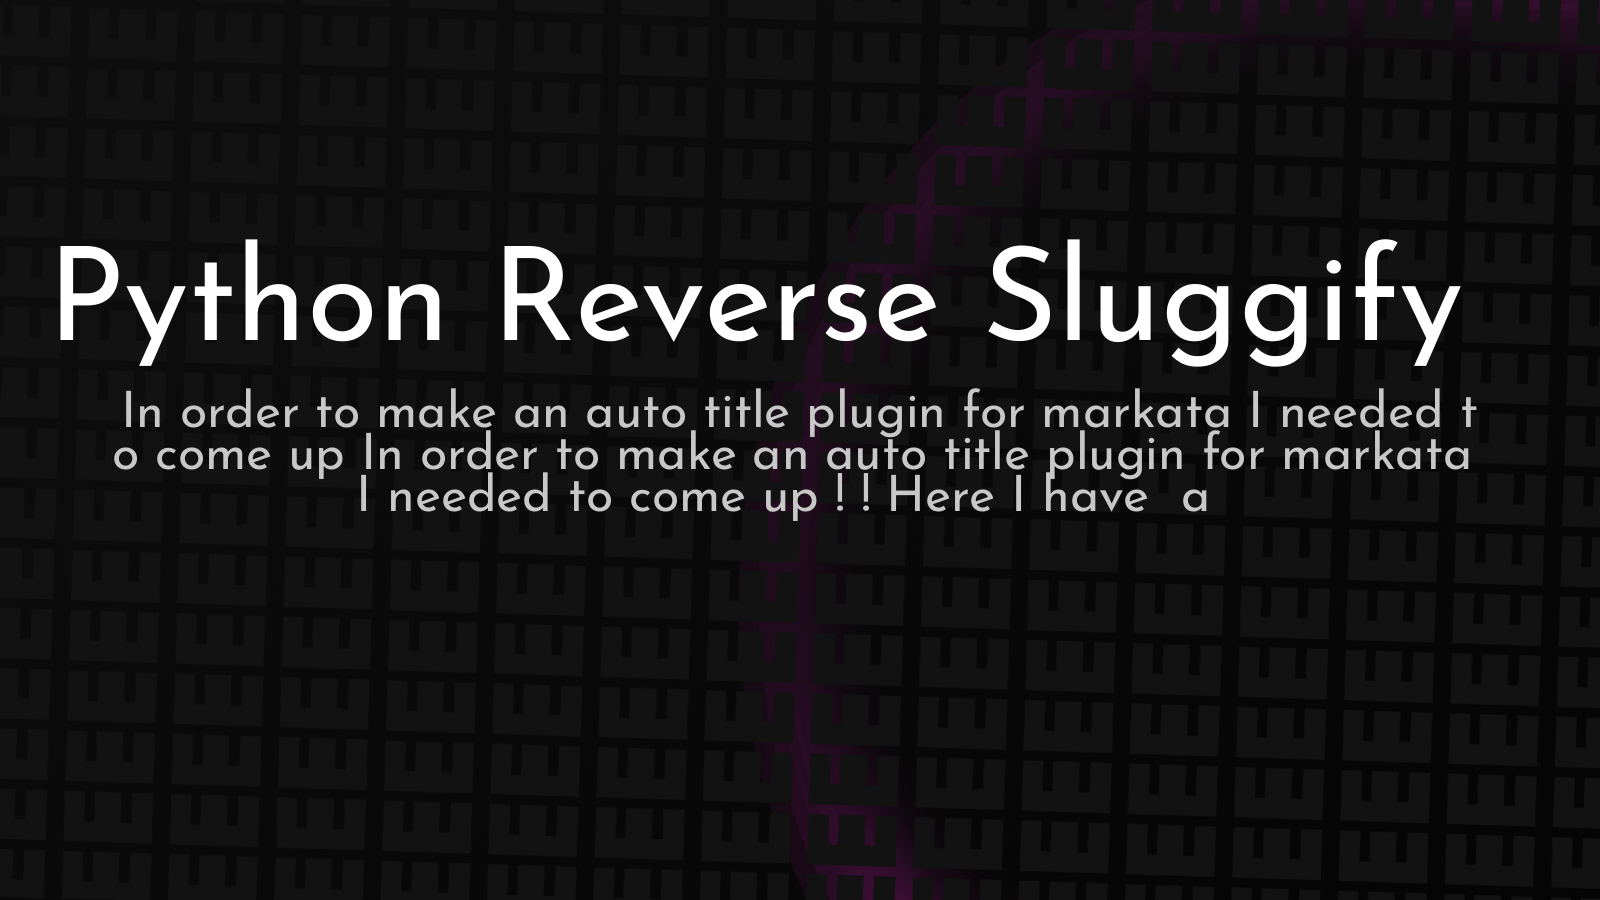 Python Reverse Sluggify
In order to make an auto title plugin for markata I needed t
o come up In order to make an auto title plugin for markata
I needed to come up ! ! Here I have  a